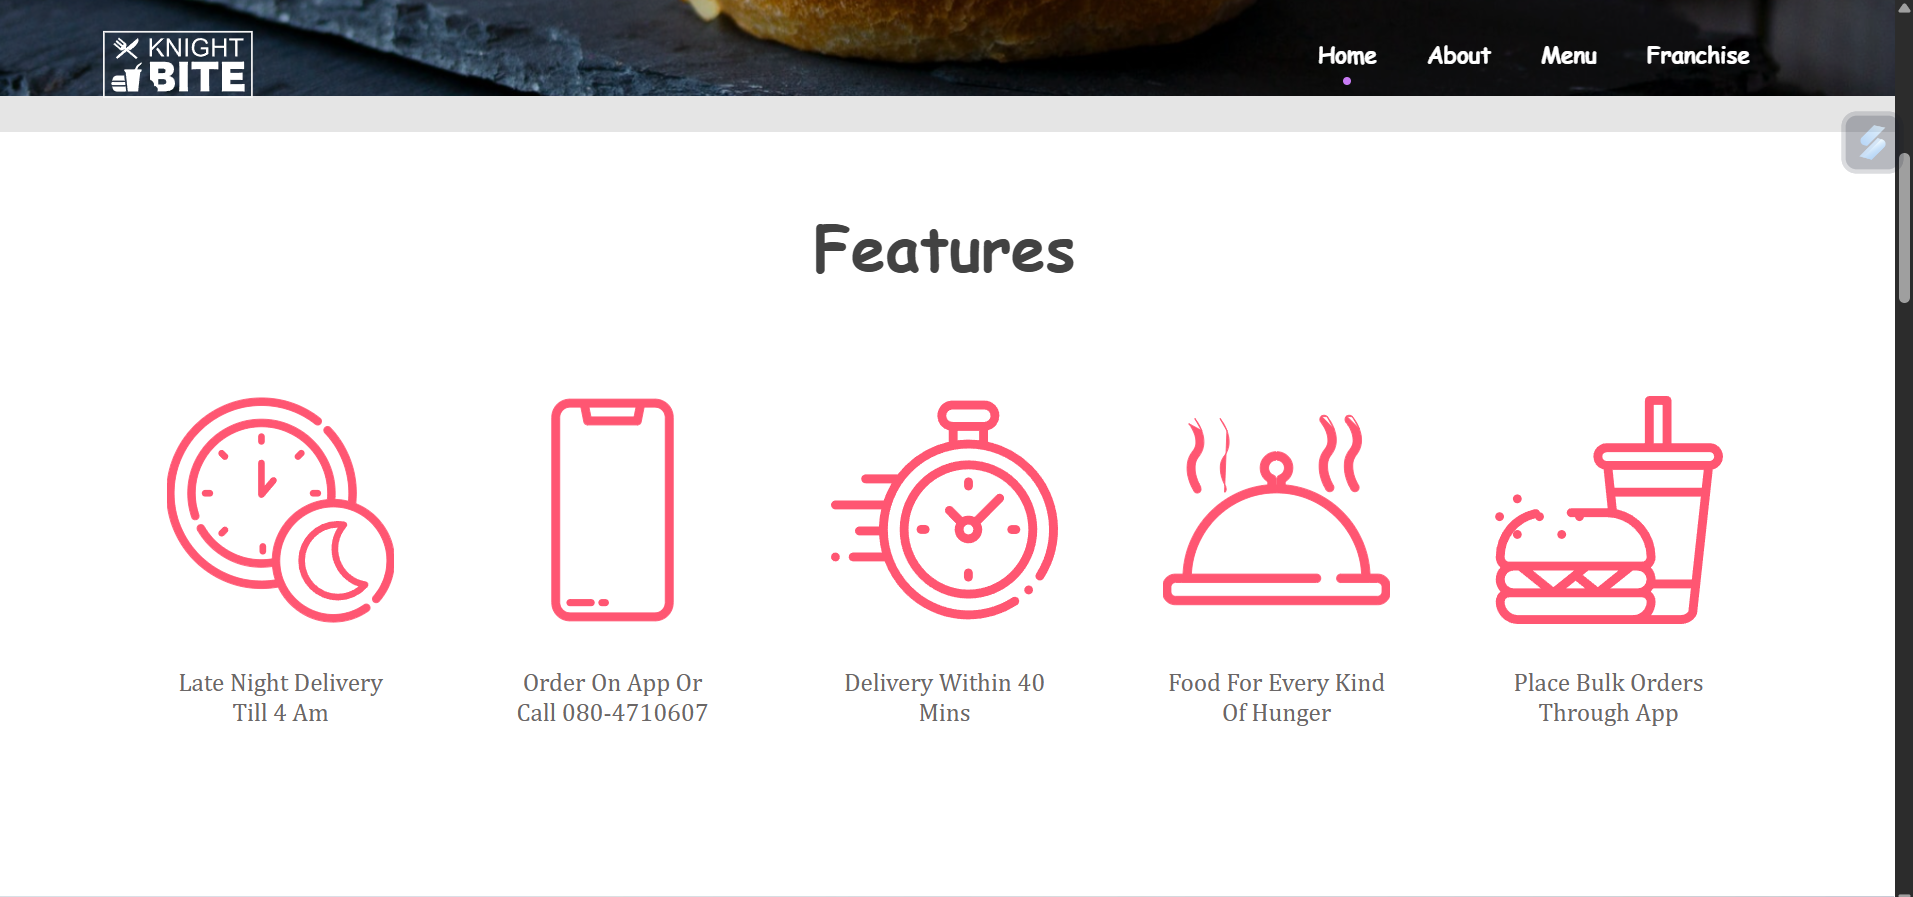 KNIGHT
BITE
Home About Menu Franchise
Features
Late Night Delivery
Till 4 Am
Order On App Or
Call 080-4710607
Delivery Within 40
Mins
Food For Every Kind
Of Hunger
Place Bulk Orders
Through App